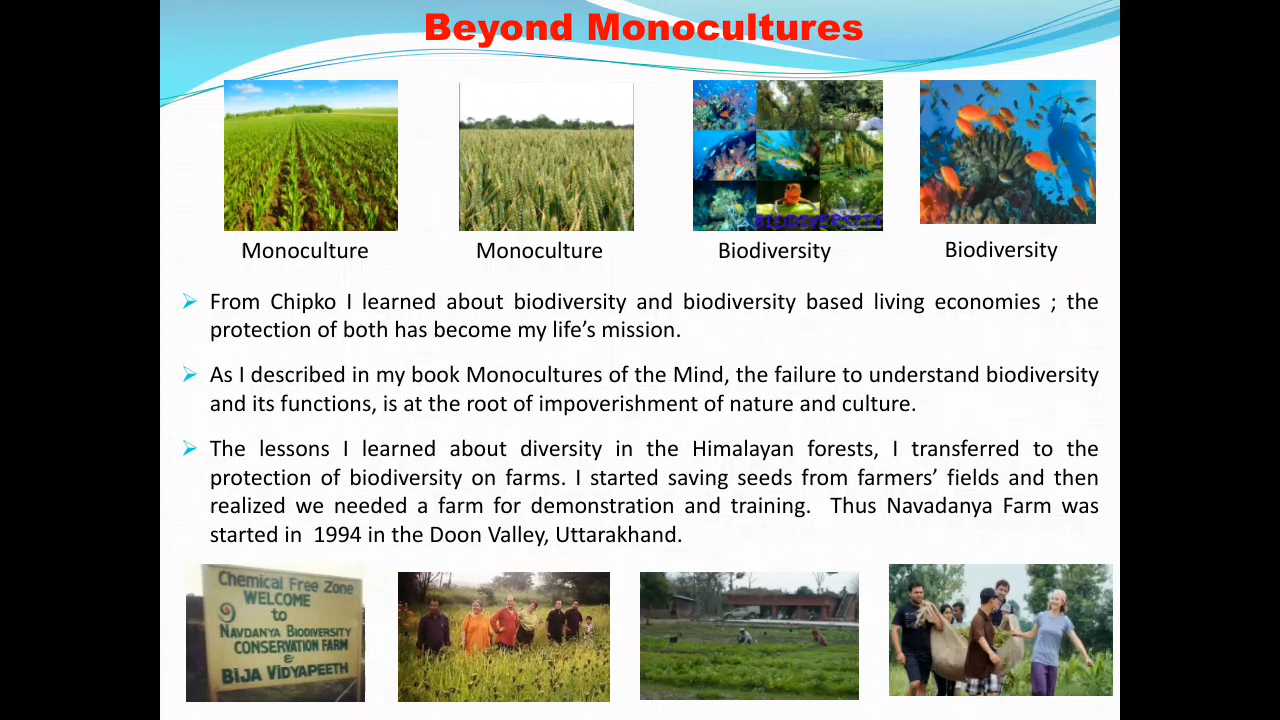 Beyond Monocultures
BIODIVERSITY
Monoculture
Monoculture
Biodiversity
Biodiversity
➢ From Chipko I learned about biodiversity and biodiversity based living economies ; the
protection of both has become my life’s mission.
➢ As I described in my book Monocultures of the Mind, the failure to understand biodiversity
and its functions, is at the root of impoverishment of nature and culture.
➢ The lessons I learned about diversity in the Himalayan forests, I transferred to the
protection of biodiversity on farms. I started saving seeds from farmers’ fields and then
realized we needed a farm for demonstration and training. Thus Navadanya Farm was
started in 1994 in the Doon Valley, Uttarakhand.
Chemical Free Zone
WELCOME
to
NAVDANYA BIODIVERSITY
CONSERVATION FARM
&
BIJA VIDYAPEETH